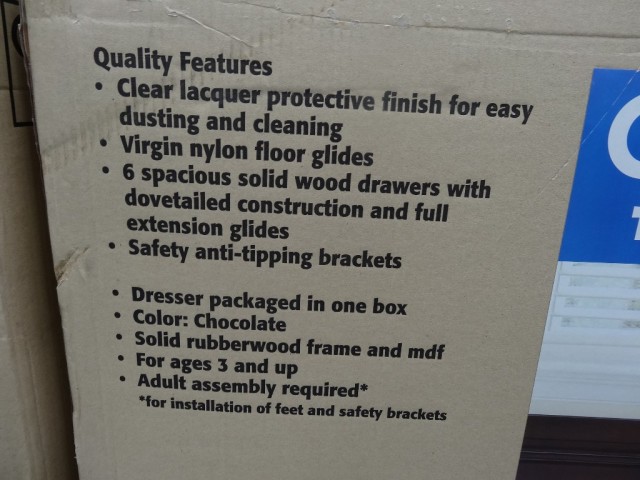 Quality Features
• Clear lacquer protective finish for easy
dusting and cleaning
• Virgin nylon floor glides
• 6 spacious solid wood drawers with
dovetailed construction and full
extension glides
• Safety anti-tipping brackets
• Dresser packaged in one box
• Color: Chocolate
• Solid rubberwood frame and mdf
• For ages 3 and up
• Adult assembly required*
*for installation of feet and safety brackets